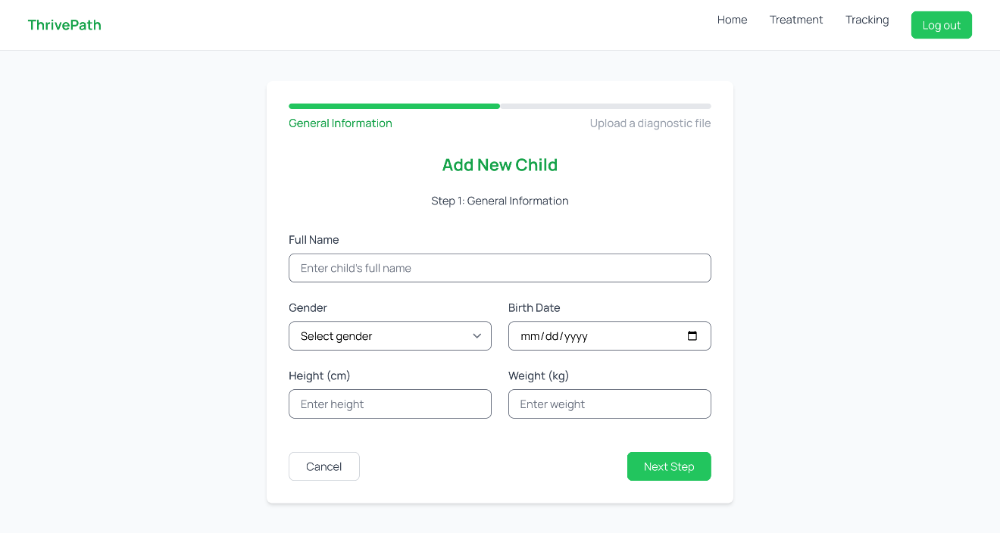 ThrivePath
Home Treatment Tracking Log out
General Information Upload a diagnostic file
Add New Child
Step 1: General Information
Full Name
Enter child's full name
Gender Birth Date
Select gender mm/dd/yyyy
Height (cm) Weight (kg)
Enter height Enter weight
Cancel Next Step